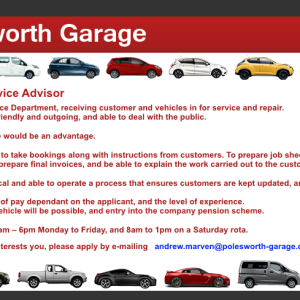 worth Garage
vice Advisor
ice Department, receiving customer and vehicles in for service and repair.
riendly and outgoing, and able to deal with the public.
e would be an advantage.
to take bookings along with instructions from customers. To prepare job shee
prepare final invoices, and be able to explain the work carried out to the custo
cal and able to operate a process that ensures customers are kept updated, an
of pay dependant on the applicant, and the level of experience.
ehicle will be possible, and entry into the company pension scheme.
am – 6pm Monday to Friday, and 8am to 1pm on a Saturday rota.
terests you, please apply by e-mailing andrew.marven@polesworth-garage.c